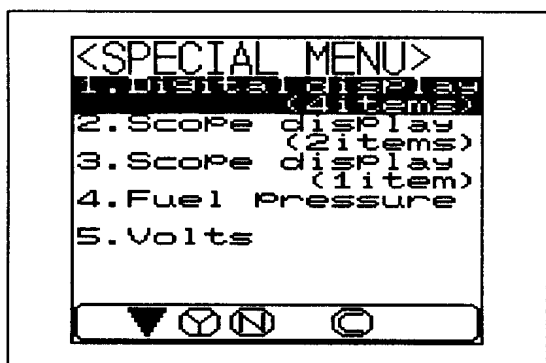 <SPECIAL MENU>
1.Digital display
(4items)
2.Scope display
(2items)
3.Scope display
(1item)
4.Fuel pressure
5.Volts
▼ Y N C